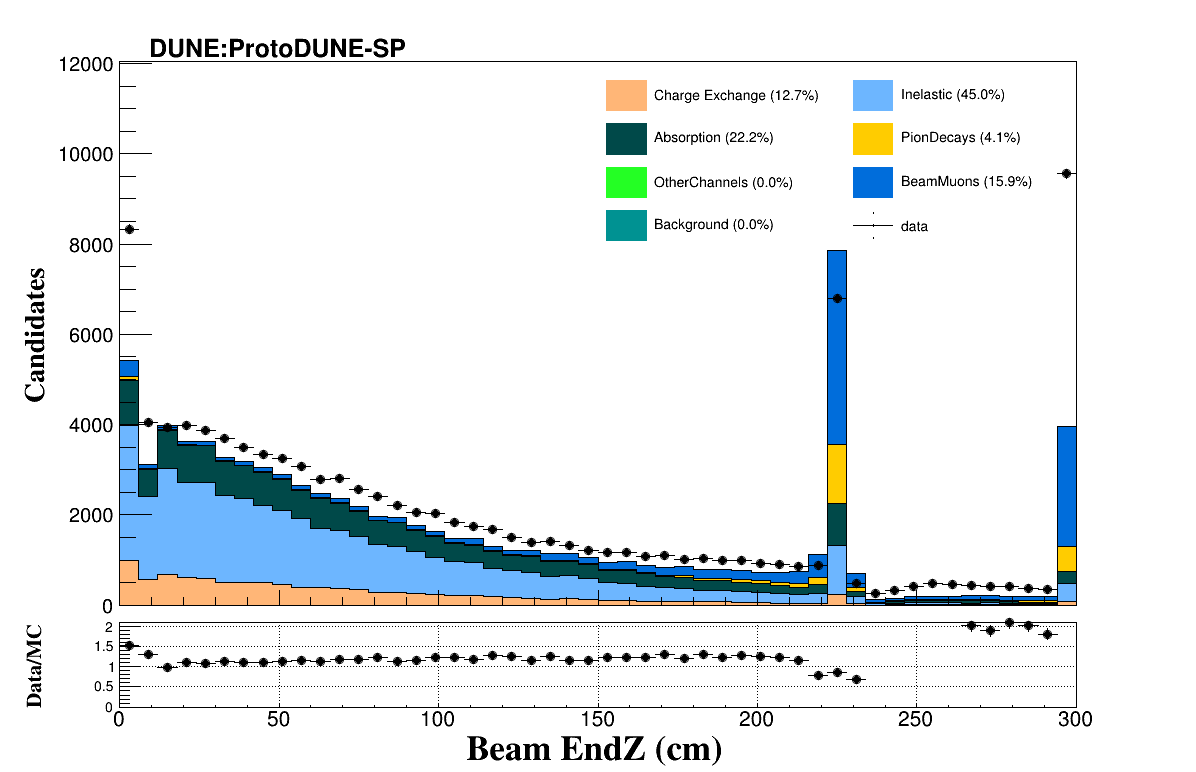 DUNE:ProtoDUNE-SP
12000
10000
8000
6000
4000
2000
0
Candidates
Charge Exchange (12.7%)
Inelastic (45.0%)
Absorption (22.2%)
PionDecays (4.1%)
OtherChannels (0.0%)
BeamMuons (15.9%)
Background (0.0%)
data
2
1.5
1
0.5
0
Data/MC
0 50 100 150 200 250 300
Beam EndZ (cm)